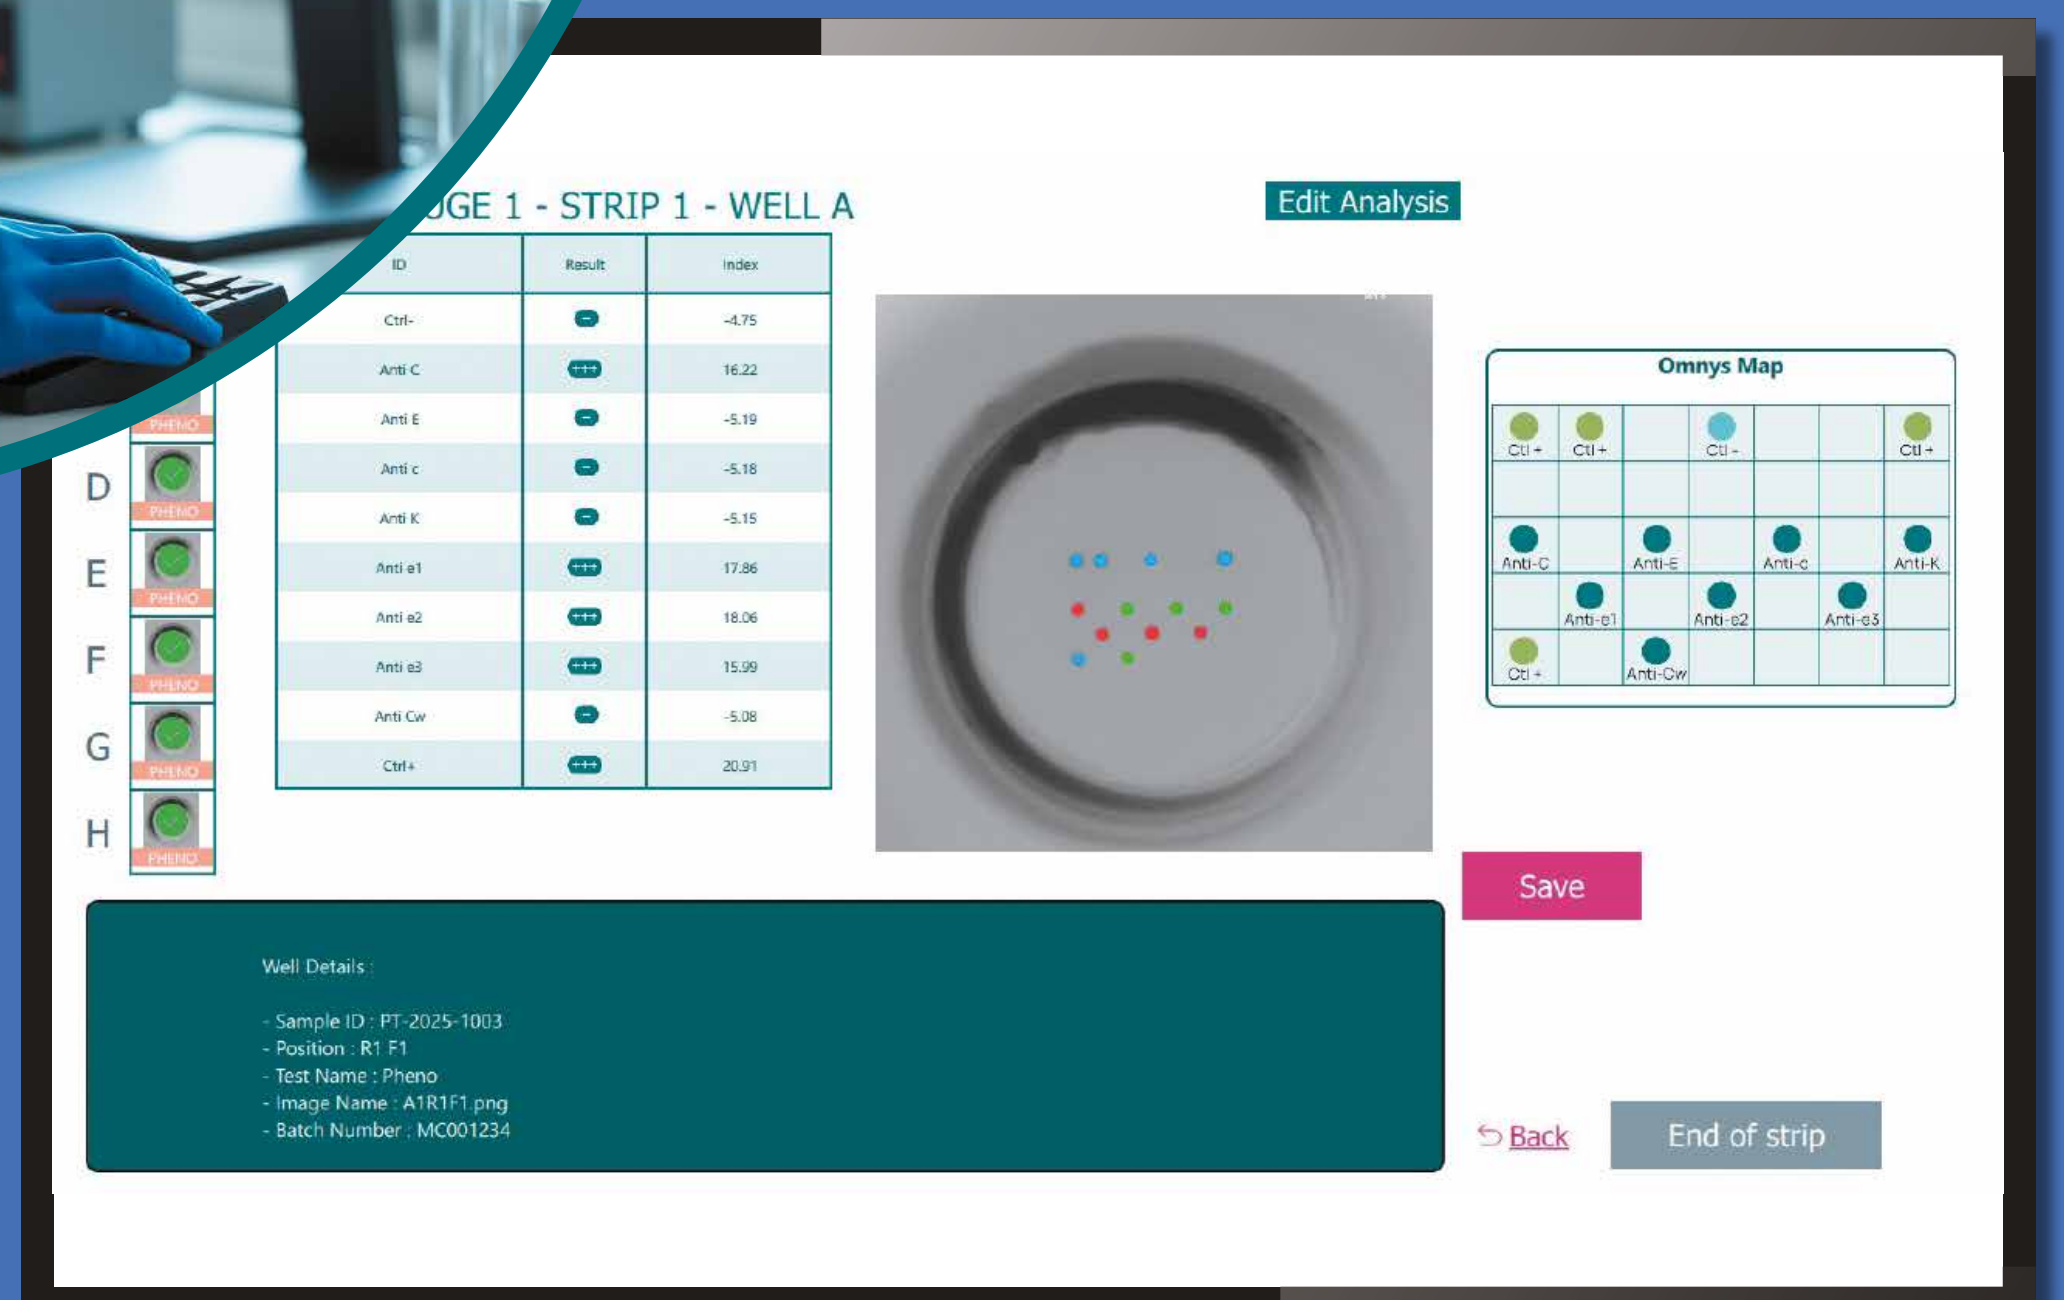 UGE 1 - STRIP 1 - WELL A
Edit Analysis
ID Result Index
Ctrl- - -4.75
Anti C +++ 16.22
Anti E - -5.19
Anti c - -5.18
Anti K - -5.15
Anti e1 +++ 17.86
Anti e2 +++ 18.06
Anti e3 +++ 15.99
Anti Cw - -5.08
Ctrl+ +++ 20.91
PHENO
D
PHENO
E
PHENO
F
PHENO
G
PHENO
H
PHENO
Omnys Map
Ctl + Ctl + Ctl - Ctl +
Anti-C Anti-E Anti-c Anti-K
Anti-e1 Anti-e2 Anti-e3
Ctl + Anti-Cw
Save
Well Details :
- Sample ID : PT-2025-1003
- Position : R1 F1
- Test Name : Pheno
- Image Name : A1R1F1.png
- Batch Number : MC001234
Back
End of strip